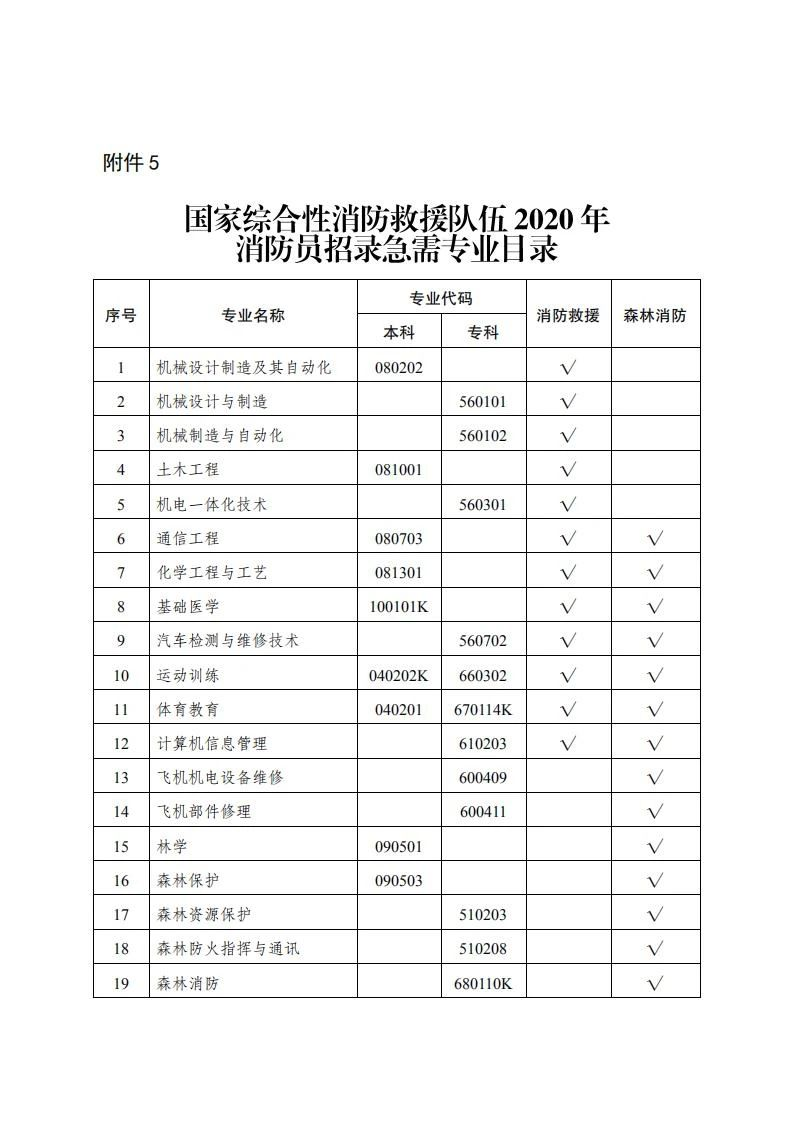 附件 5
国家综合性消防救援队伍 2020 年
消防员招录急需专业目录
序号 专业名称 专业代码 消防救援 森林消防
本科 专科
1 机械设计制造及其自动化 080202 √
2 机械设计与制造 560101 √
3 机械制造与自动化 560102 √
4 土木工程 081001 √
5 机电一体化技术 560301 √
6 通信工程 080703 √ √
7 化学工程与工艺 081301 √ √
8 基础医学 100101K √ √
9 汽车检测与维修技术 560702 √ √
10 运动训练 040202K 660302 √ √
11 体育教育 040201 670114K √ √
12 计算机信息管理 610203 √ √
13 飞机机电设备维修 600409 √
14 飞机部件修理 600411 √
15 林学 090501 √
16 森林保护 090503 √
17 森林资源保护 510203 √
18 森林防火指挥与通讯 510208 √
19 森林消防 680110K √